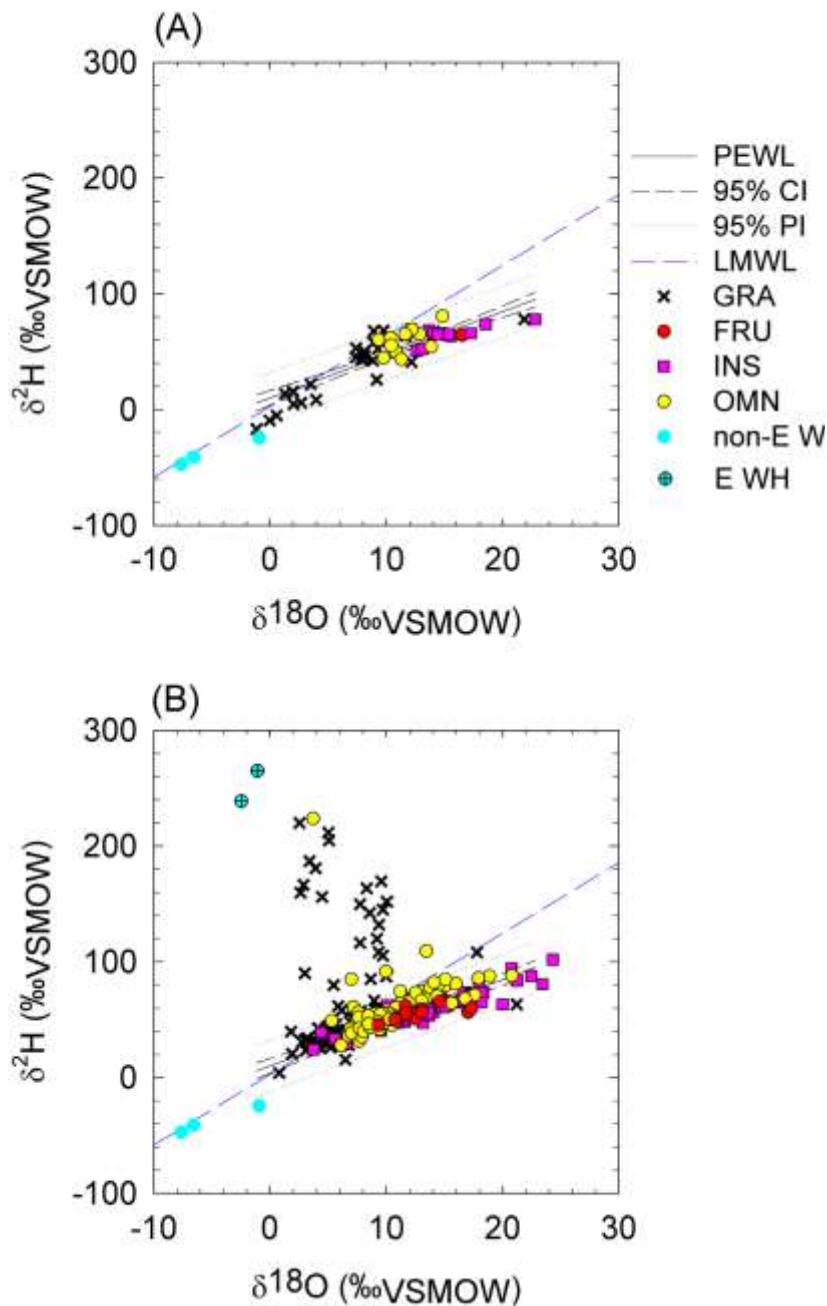 (A)
300
200
100
0
-100
-10 0 10 20 30
δ²H (‰VSMOW)
δ18O (‰VSMOW)
PEWL
95% CI
95% PI
LMWL
GRA
FRU
INS
OMN
non-E W
E WH
(B)
300
200
100
0
-100
-10 0 10 20 30
δ²H (‰VSMOW)
δ18O (‰VSMOW)